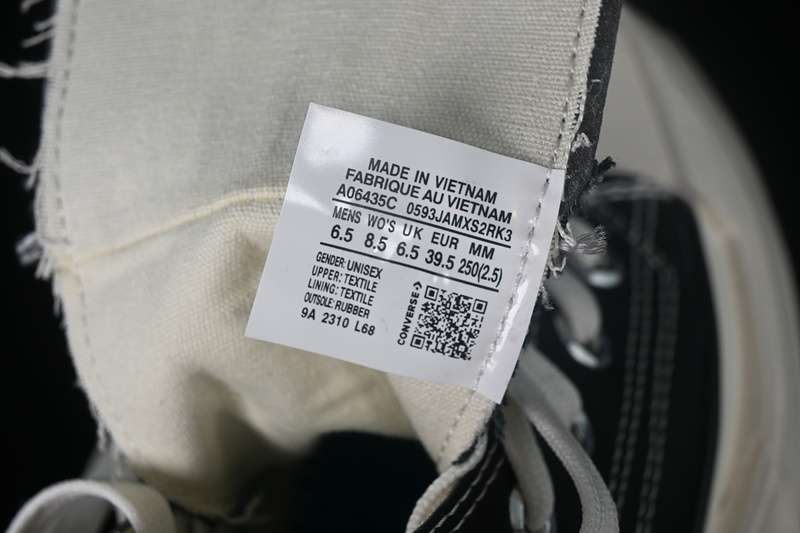 MADE IN VIETNAM
FABRIQUE AU VIETNAM
A06435C 0593JAMXS2RK3
MENS WO'S UK EUR MM
6.5 8.5 6.5 39.5 250(2.5)
GENDER: UNISEX
UPPER: TEXTILE
LINING: TEXTILE
OUTSOLE: RUBBER
9A 2310 L68
CONVERSE